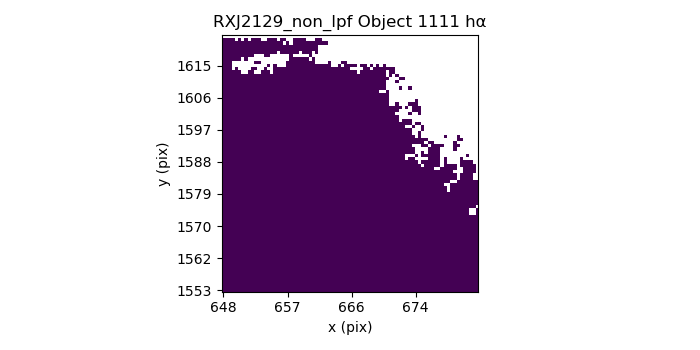 RXJ2129_non_lpf Object 1111 hα
1615
1606
1597
1588
1579
1570
1562
1553
648 657 666 674
x (pix)
y (pix)